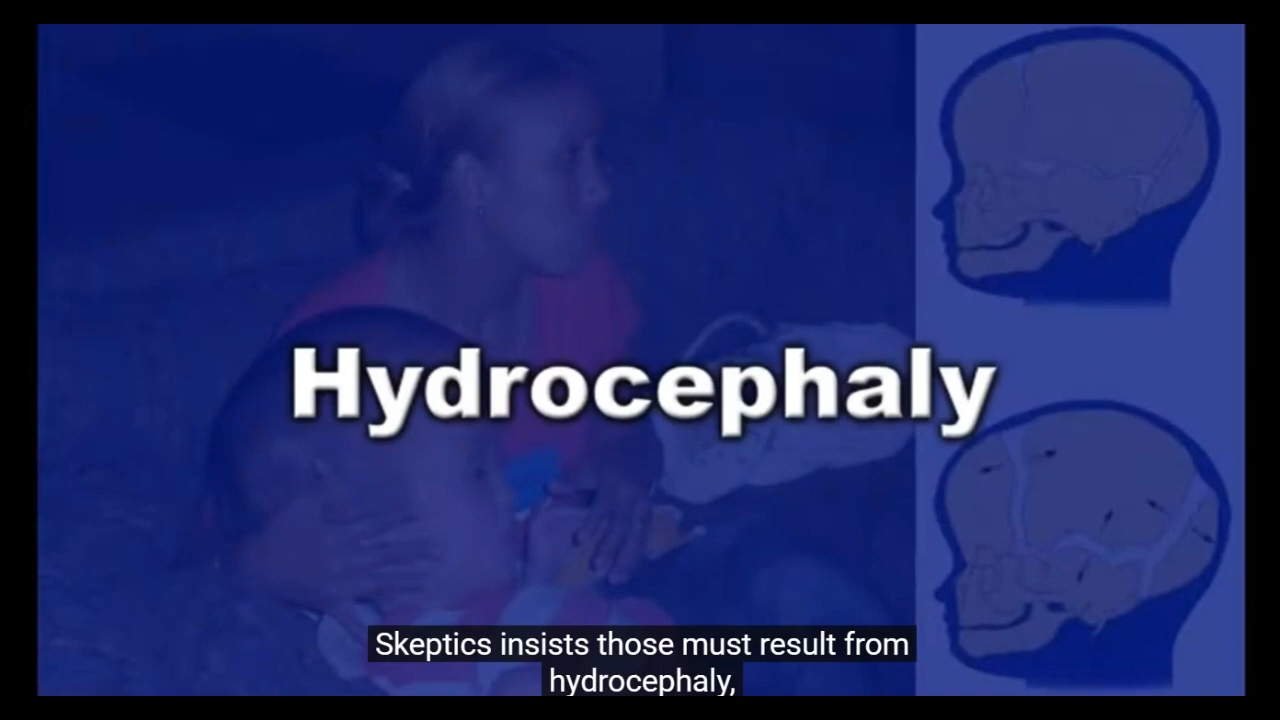 Hydrocephaly
Skeptics insists those must result from
hydrocephaly,